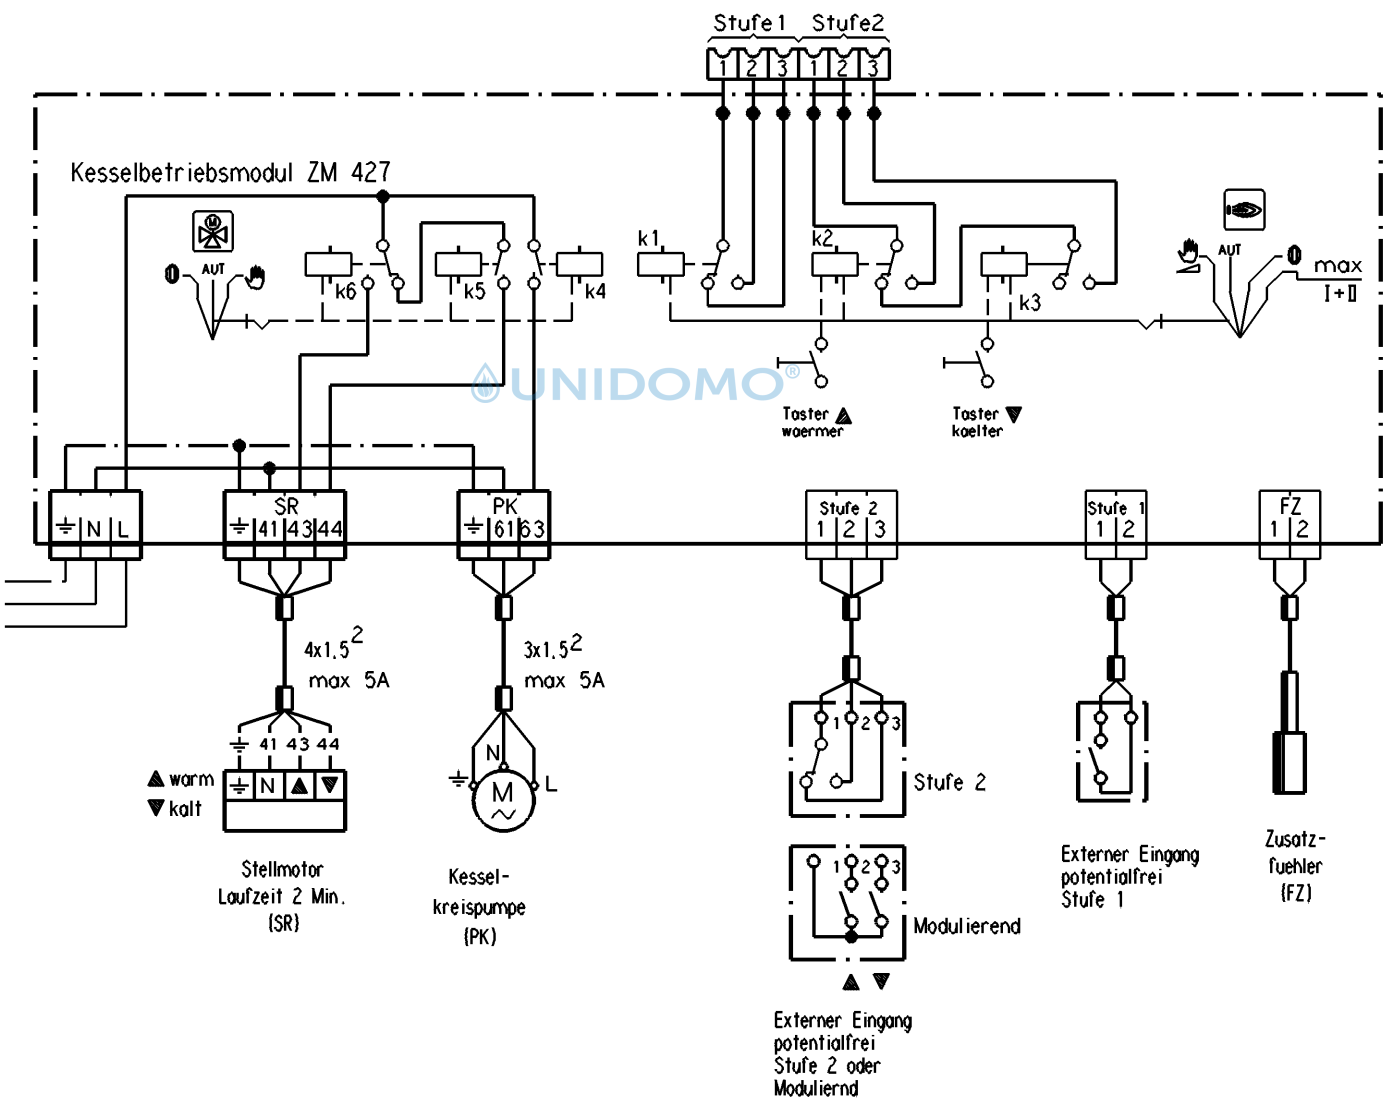 Stufe1 Stufe2
1 2 3 1 2 3
Kesselbetriebsmodul ZM 427
M
0 AUT
k6 k5 k4
k1 k2 k3
AUT 0
max
I+II
UNIDOMO®
Taster ▲
waermer
Taster ▼
kaelter
N L
SR
41 43 44
PK
61 63
Stufe 2
1 2 3
Stufe 1
1 2
FZ
1 2
4x1.5²
max 5A
3x1.5²
max 5A
41 43 44
▲ warm
▼ kalt
N ▲ ▼
Stellmotor
Laufzeit 2 Min.
(SR)
N
L
M
~
Kessel-
kreispumpe
(PK)
1 2 3
Stufe 2
1 2 3
Modulierend
▲ ▼
Externer Eingang
potentialfrei
Stufe 2 oder
Moduliernd
Externer Eingang
potentialfrei
Stufe 1
Zusatz-
fuehler
(FZ)